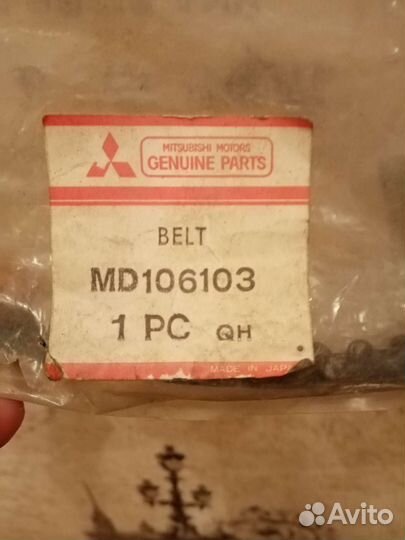 MITSUBISHI MOTORS
GENUINE PARTS
BELT
MD106103
1 PC QH
MADE IN JAPAN
Avito